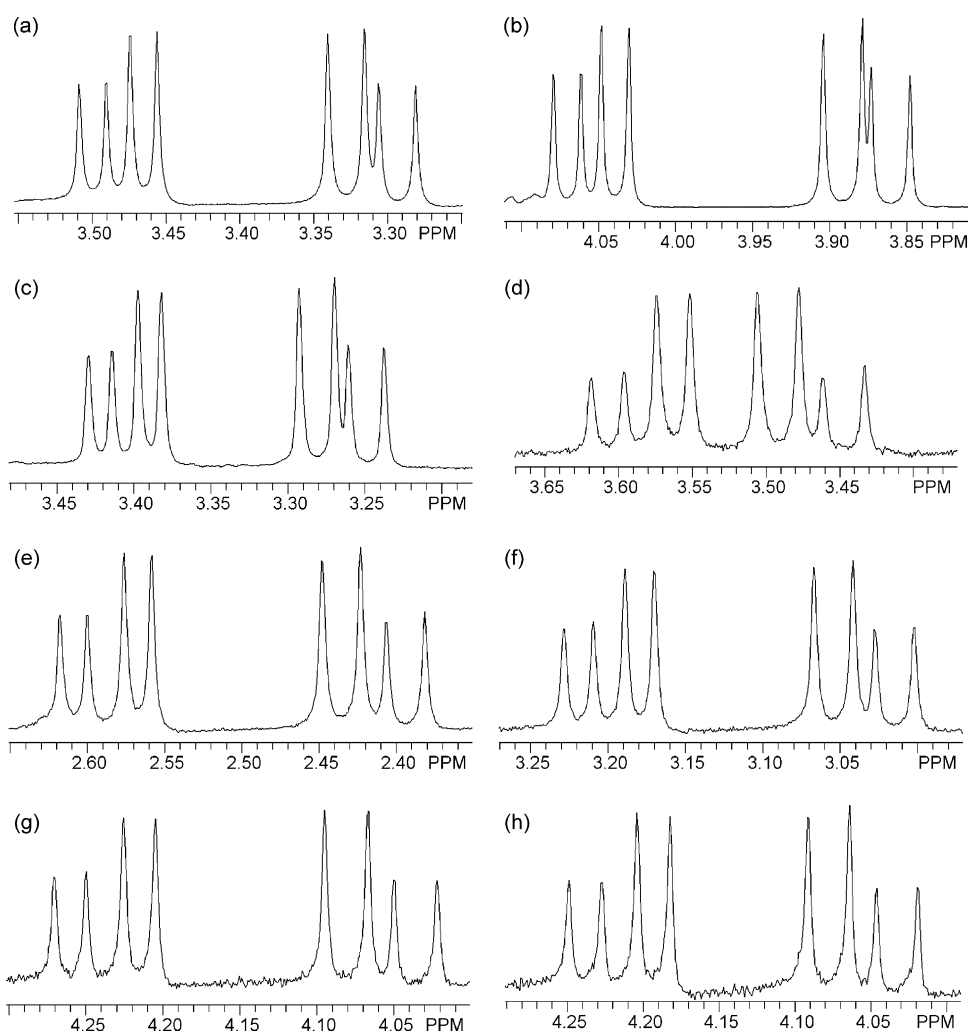 (a)
3.50 3.45 3.40 3.35 3.30 PPM
(b)
4.05 4.00 3.95 3.90 3.85 PPM
(c)
3.45 3.40 3.35 3.30 3.25 PPM
(d)
3.65 3.60 3.55 3.50 3.45 PPM
(e)
2.60 2.55 2.50 2.45 2.40 PPM
(f)
3.25 3.20 3.15 3.10 3.05 PPM
(g)
4.25 4.20 4.15 4.10 4.05 PPM
(h)
4.25 4.20 4.15 4.10 4.05 PPM